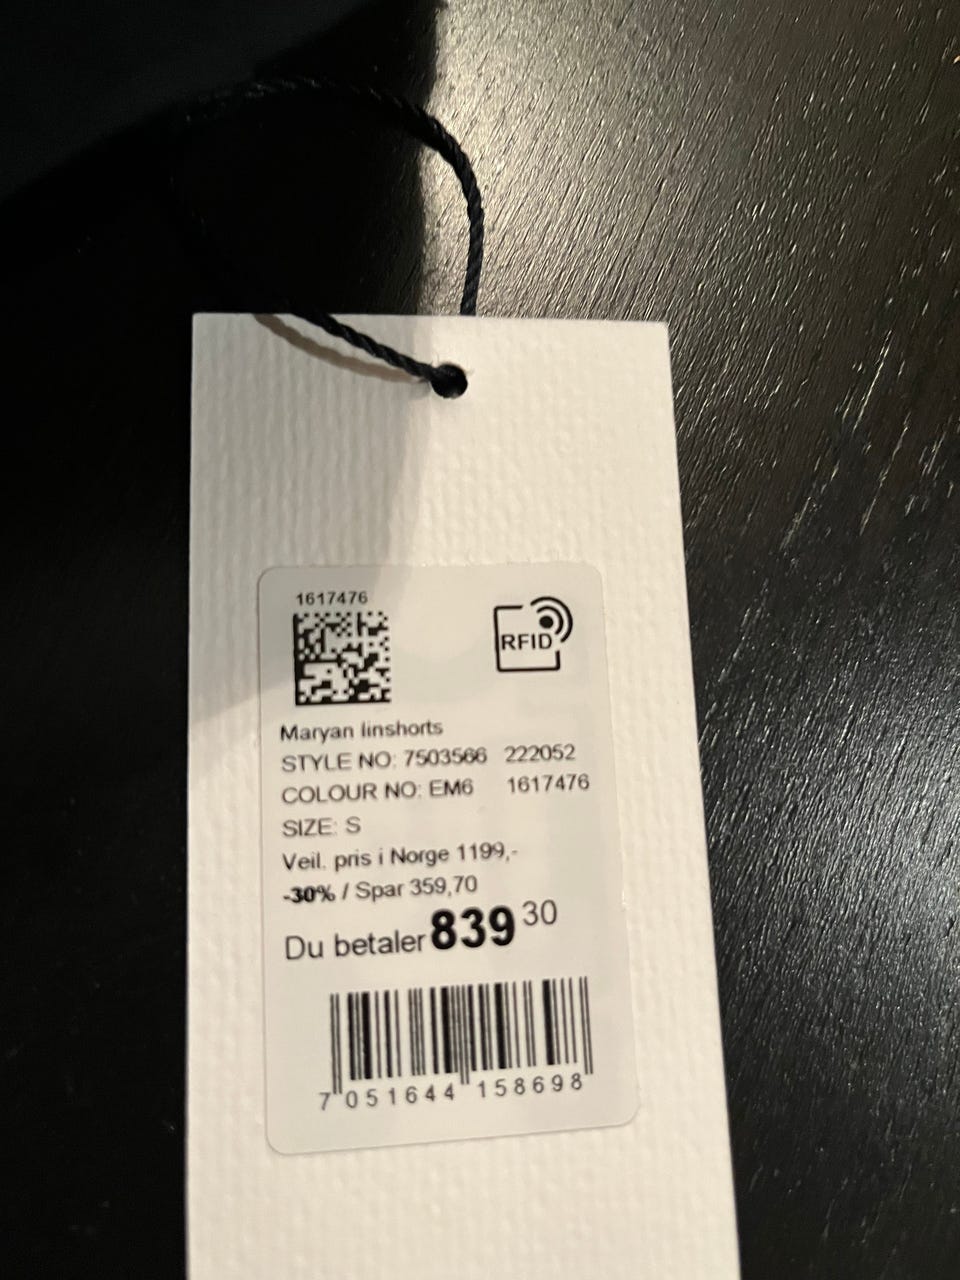 1617476
RFID
Maryan linshorts
STYLE NO: 7503566 222052
COLOUR NO: EM6 1617476
SIZE: S
Veil. pris i Norge 1199,-
-30% / Spar 359,70
Du betaler 839 30
7 051644 158698